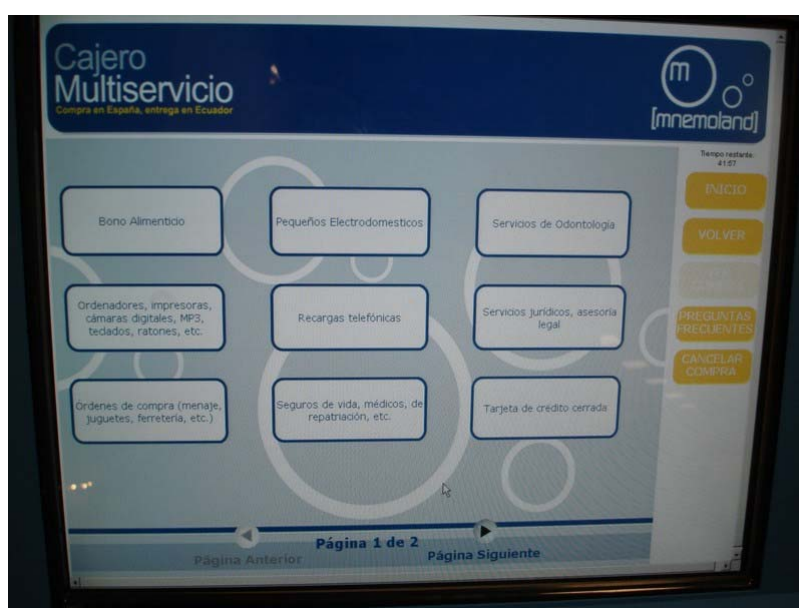 Cajero
Multiservicio
Compra en España, entrega en Ecuador
m
[mnemoland]
Tiempo restante:
41:57
INICIO
VOLVER
PREGUNTAS
FRECUENTES
CANCELAR
COMPRA
Bono Alimenticio
Pequeños Electrodomesticos
Servicios de Odontologia
Ordenadores, impresoras,
cámaras digitales, MP3,
teclados, ratones, etc.
Recargas telefónicas
Servicios jurídicos, asesoría
legal
Órdenes de compra (menaje,
juguetes, ferretería, etc.)
Seguros de vida, médicos, de
repatriación, etc.
Tarjeta de crédito cerrada
Página Anterior
Página 1 de 2
Página Siguiente